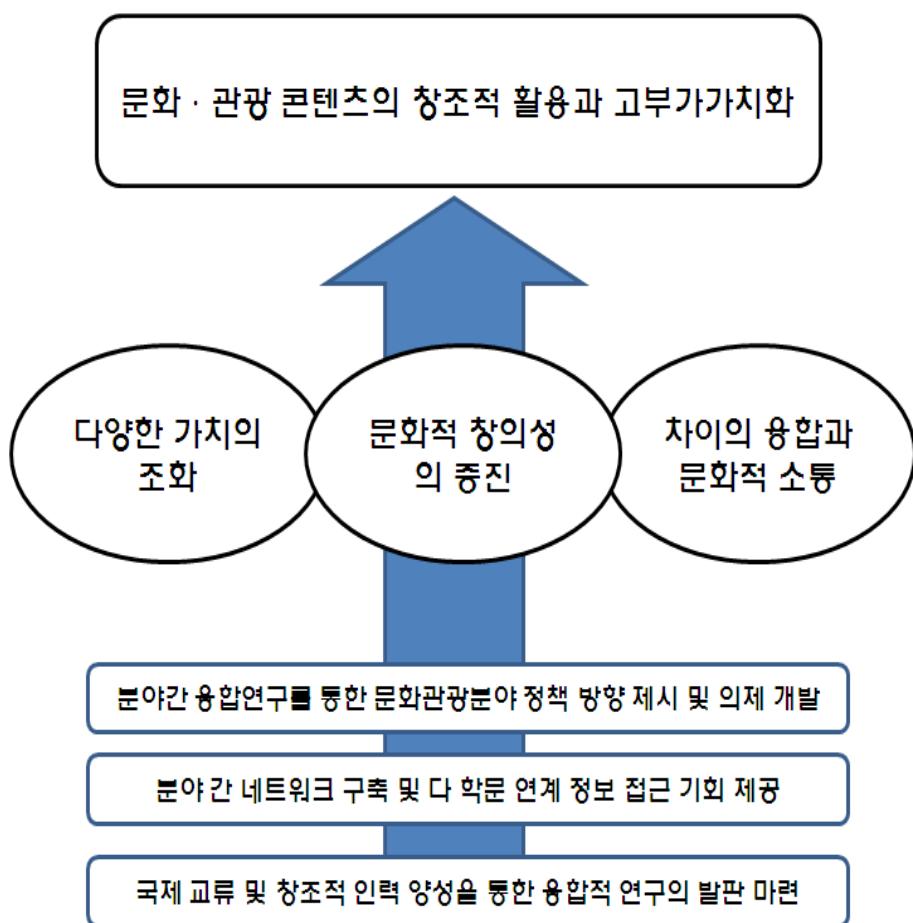 문화 · 관광 콘텐츠의 창조적 활용과 고부가가치화
다양한 가치의
조화
문화적 창의성
의 증진
차이의 융합과
문화적 소통
분야간 융합연구를 통한 문화관광분야 정책 방향 제시 및 의제 개발
분야 간 네트워크 구축 및 다 학문 연계 정보 접근 기회 제공
국제 교류 및 창조적 인력 양성을 통한 융합적 연구의 발판 마련